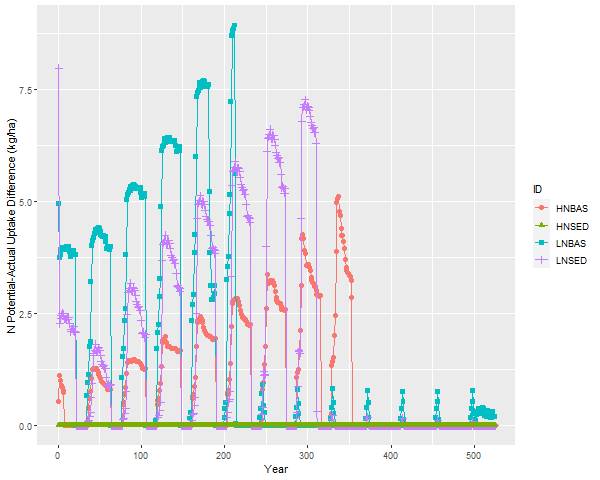 N Potential-Actual Uptake Difference (kg/ha)
7.5
5.0
2.5
0.0
0
100
200
300
400
500
Year
ID
HNBAS
HNSED
LNBAS
LNSED